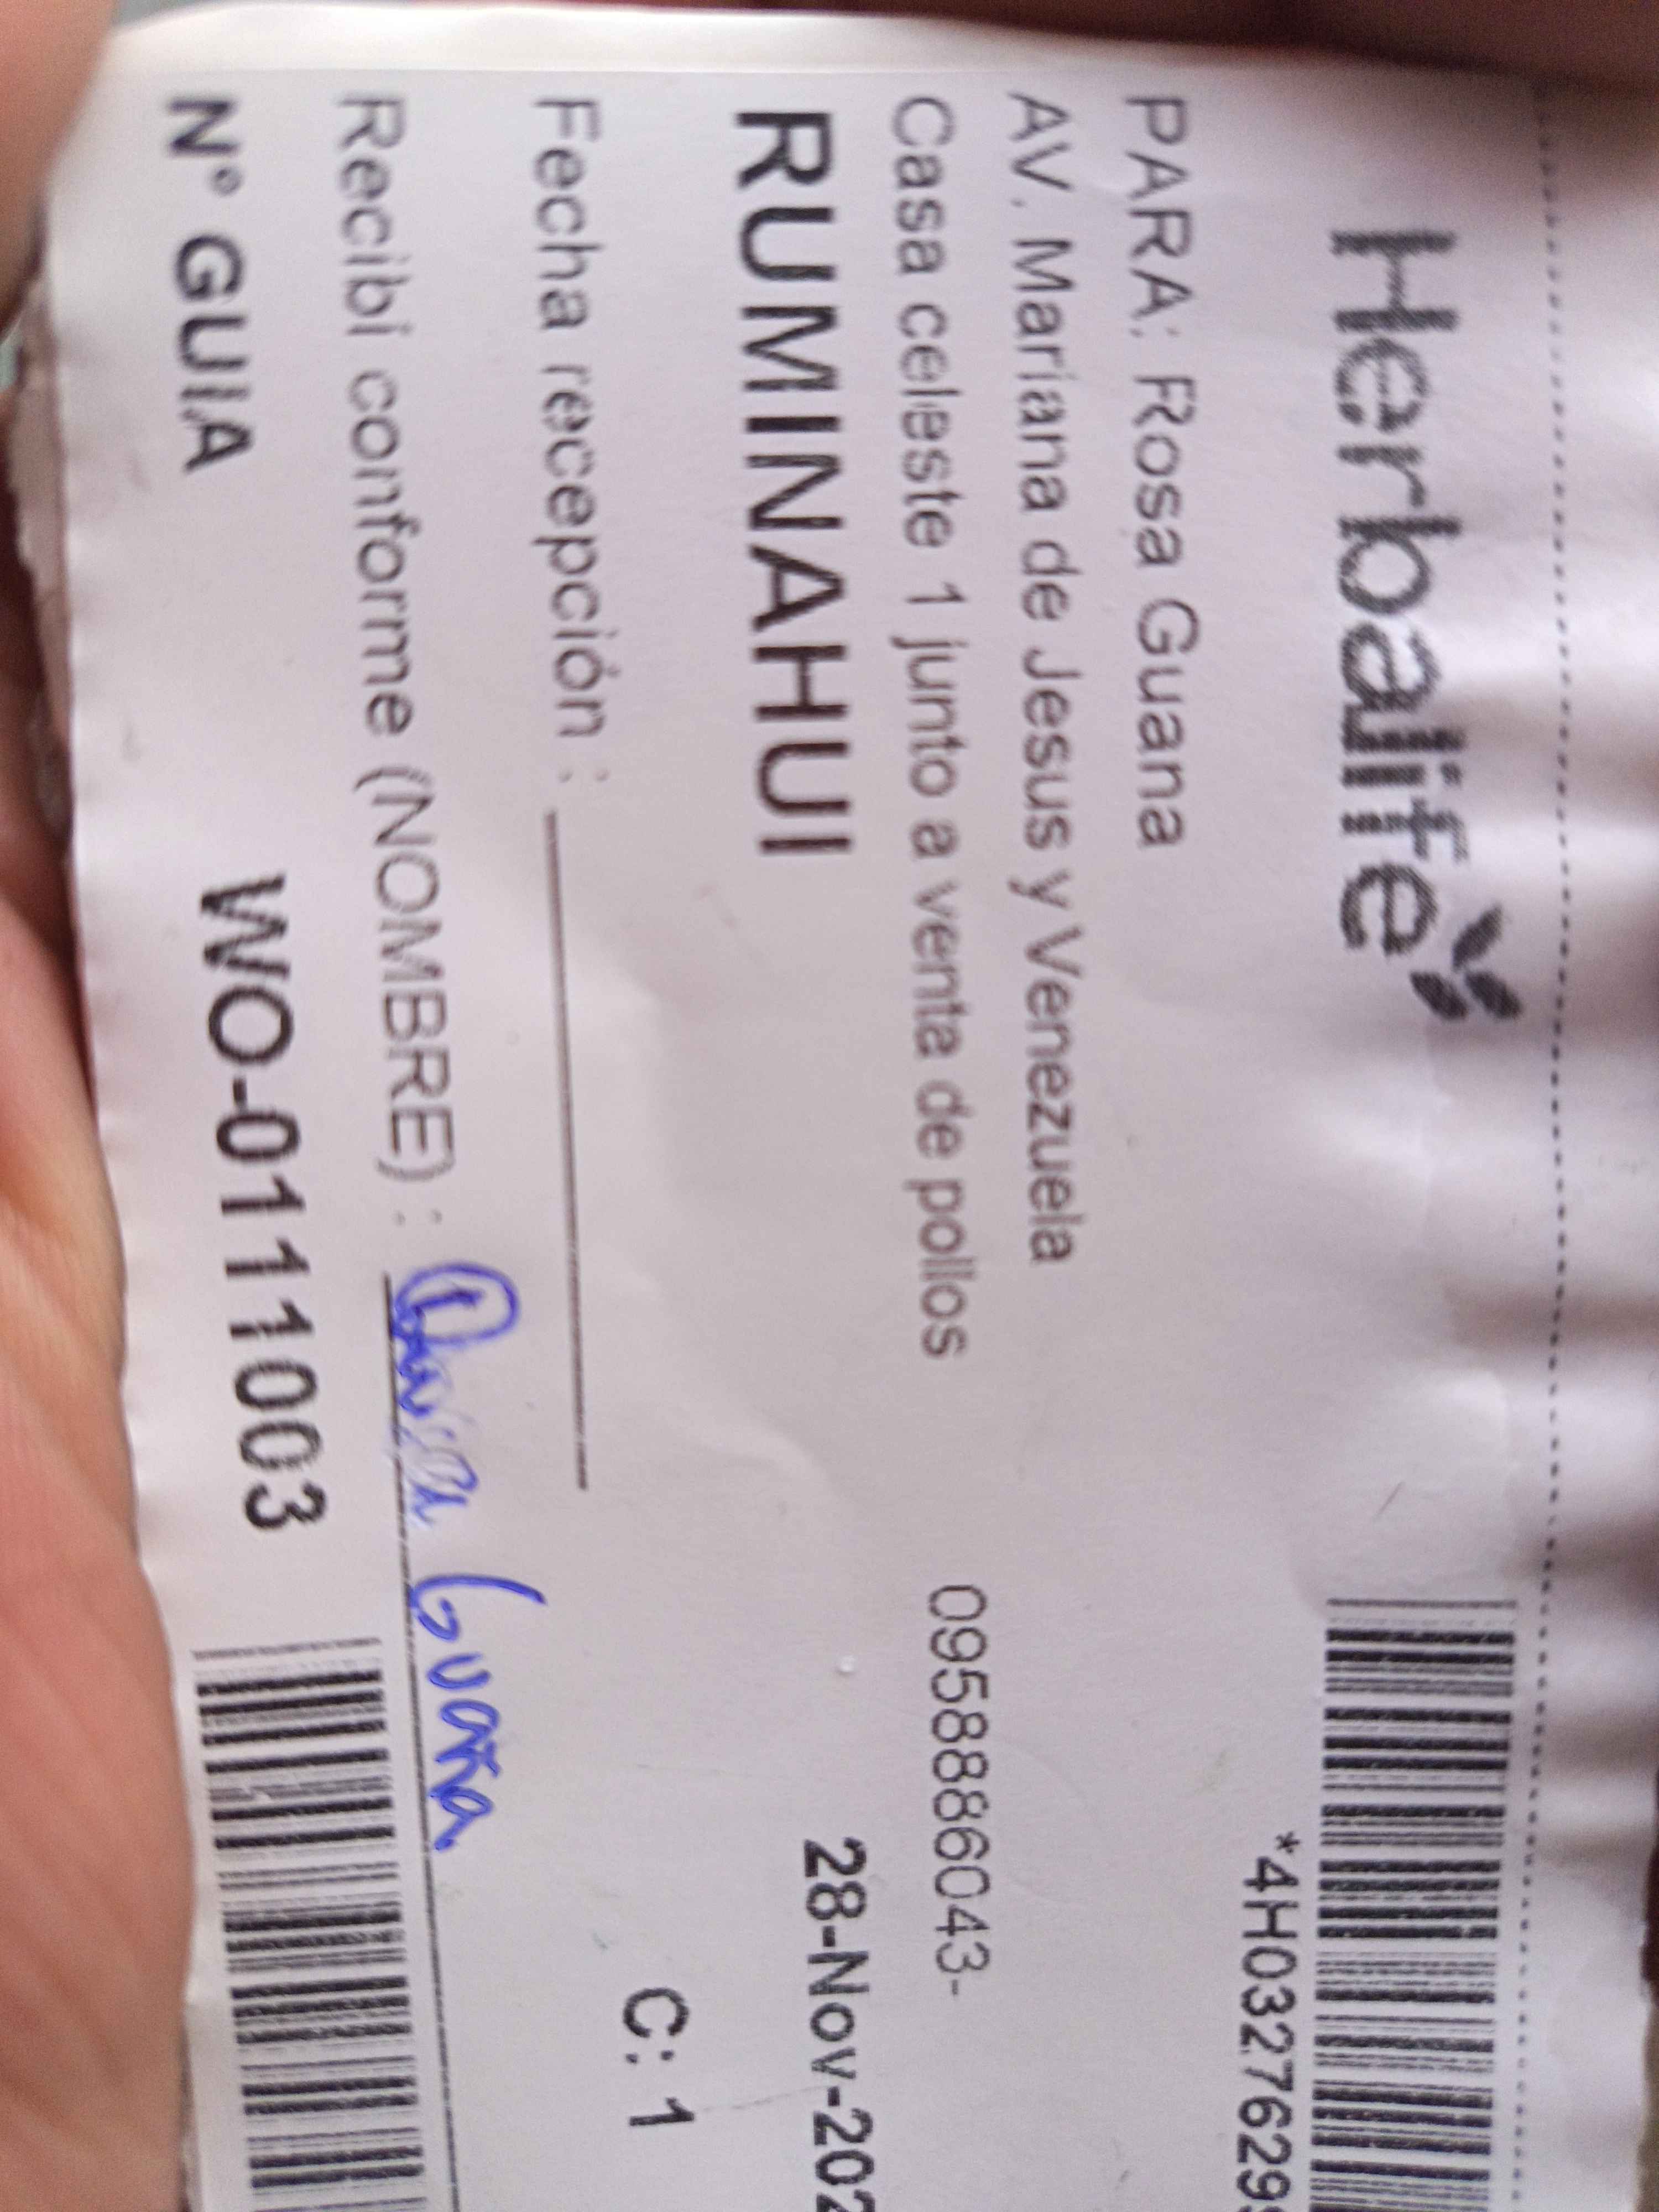 Herbalife
*4H0327629
PARA: Rosa Guana
AV. Mariana de Jesus y Venezuela
Casa celeste 1 junto a venta de pollos 0958886043-
RUMINAHUI 28-Nov-202
Fecha recepción :
C: 1
Recibí conforme (NOMBRE) : Guaña
Nº GUIA WO-01111003